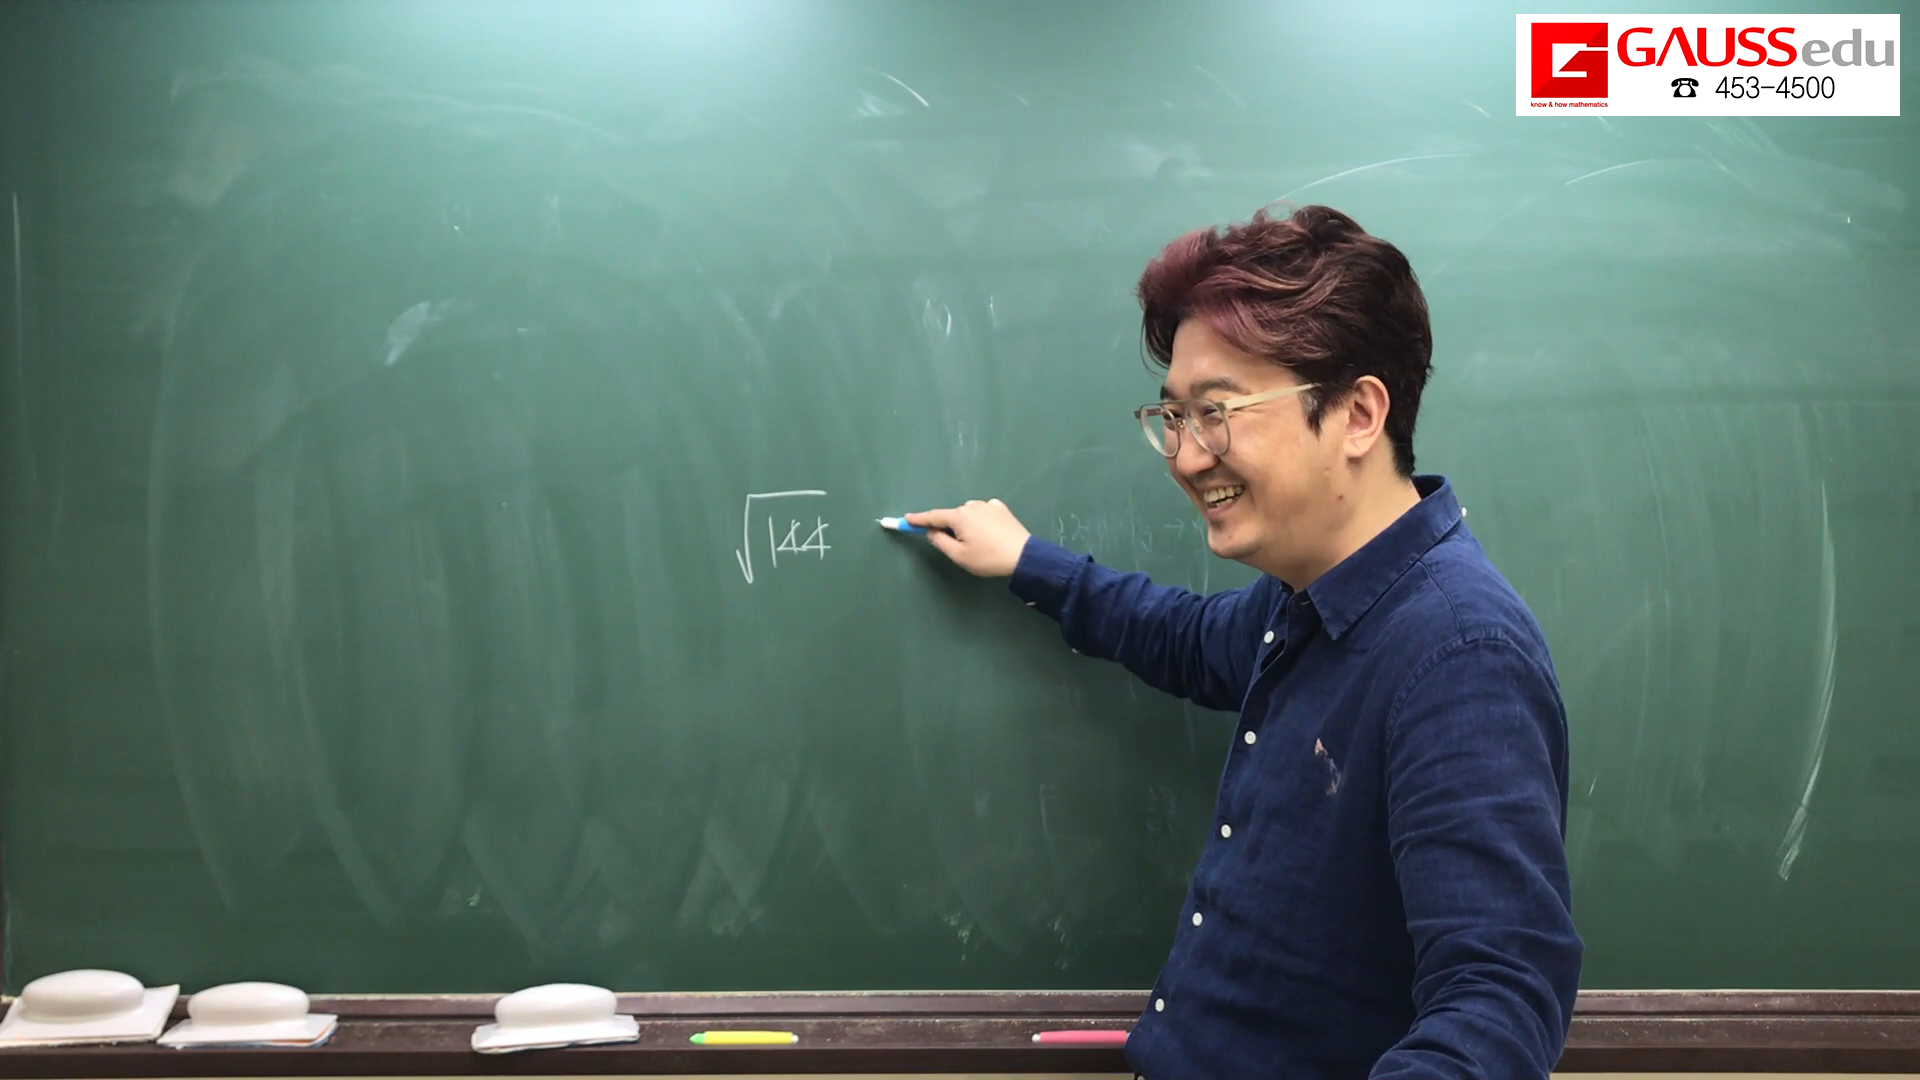 GAUSSedu
☎ 453-4500
know & how mathematics
√144